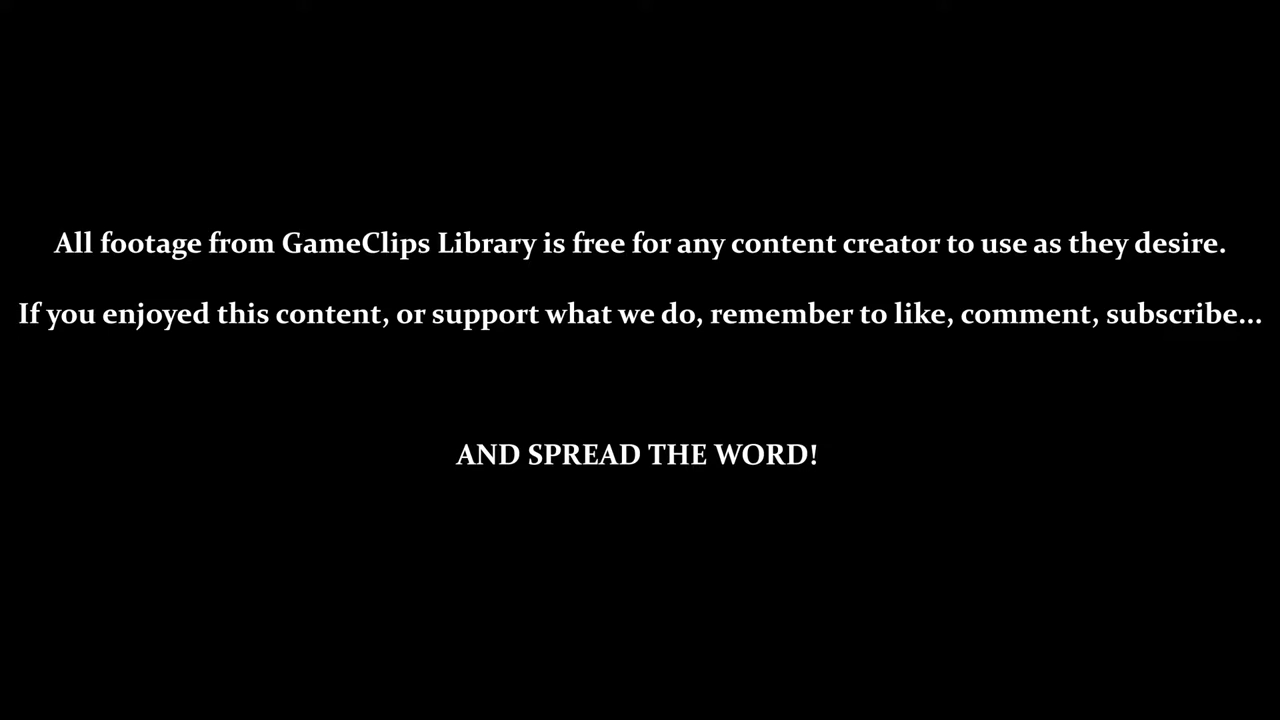 All footage from GameClips Library is free for any content creator to use as they desire.
If you enjoyed this content, or support what we do, remember to like, comment, subscribe...
AND SPREAD THE WORD!